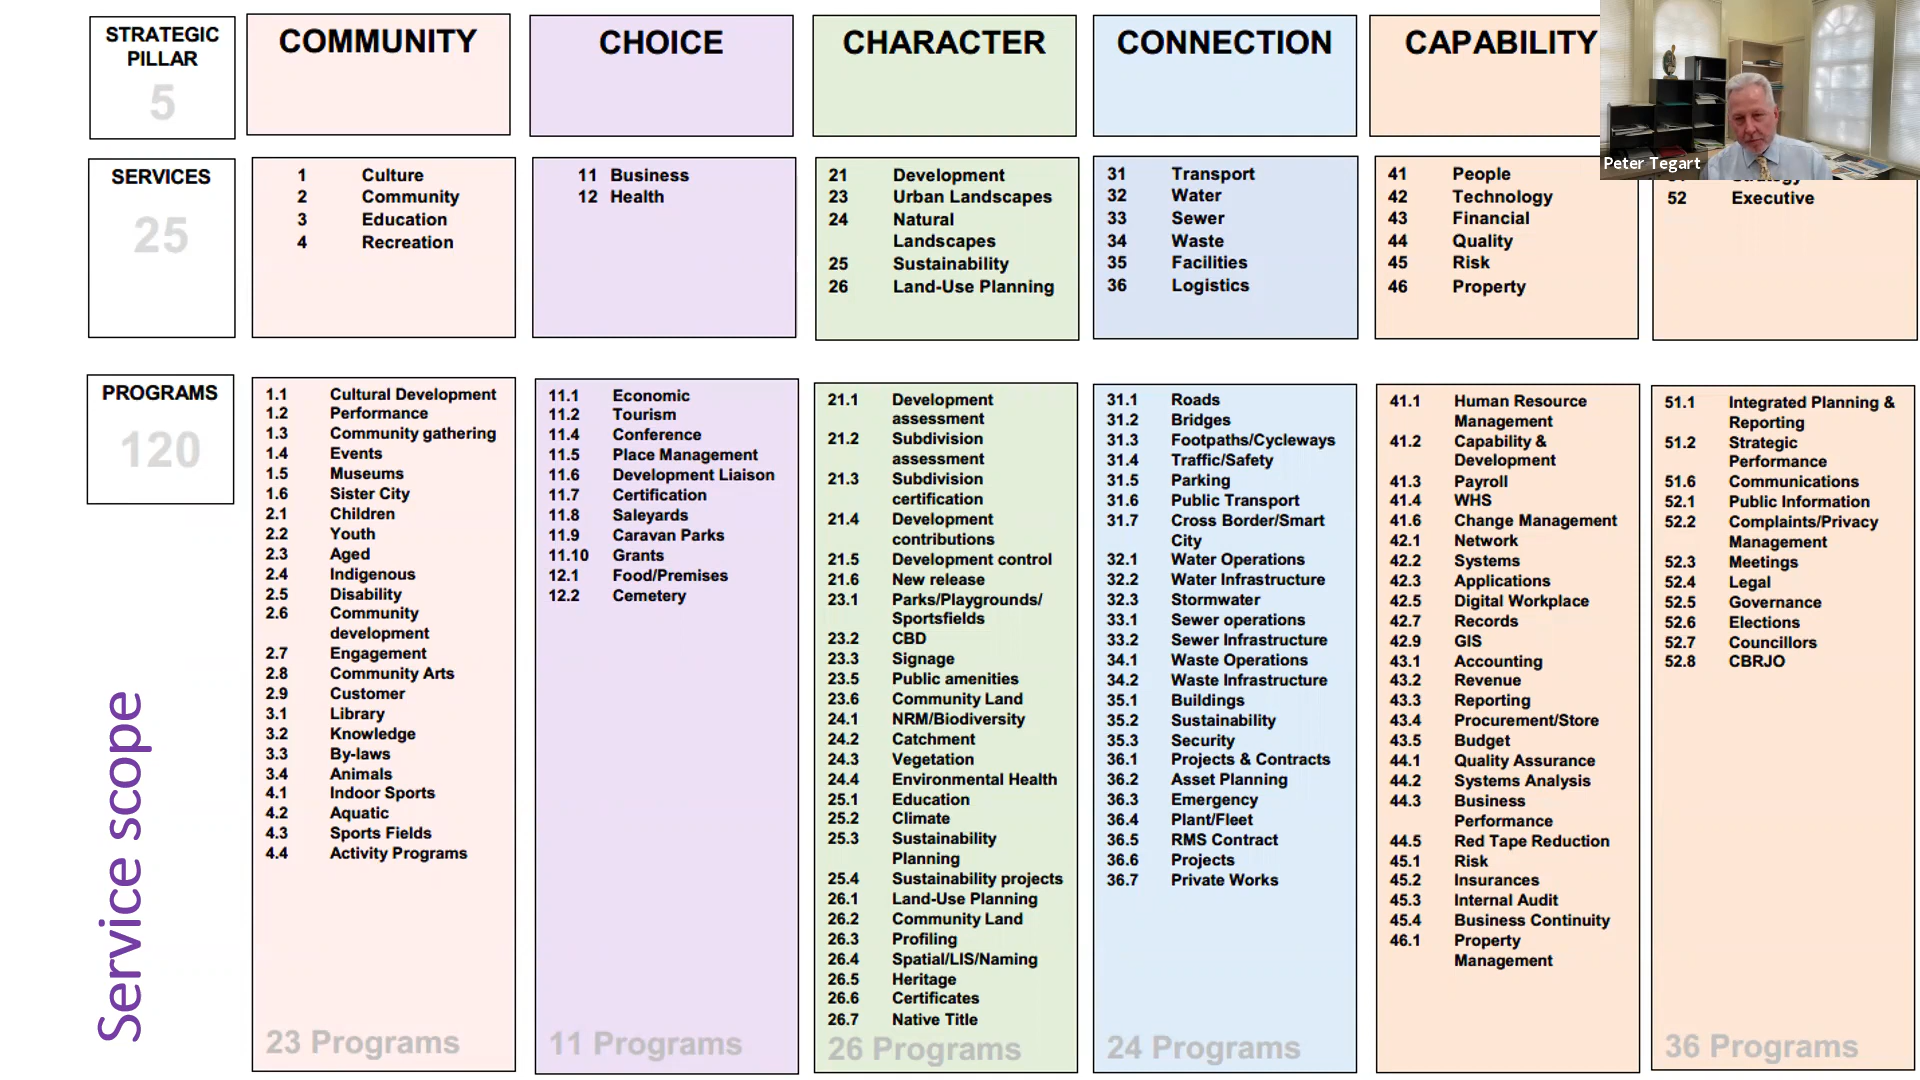 STRATEGIC
PILLAR
5
COMMUNITY
CHOICE
CHARACTER
CONNECTION
CAPABILITY
Peter Tegart
SERVICES
25
1 Culture
2 Community
3 Education
4 Recreation
11 Business
12 Health
21 Development
23 Urban Landscapes
24 Natural
Landscapes
25 Sustainability
26 Land-Use Planning
31 Transport
32 Water
33 Sewer
34 Waste
35 Facilities
36 Logistics
41 People
42 Technology
43 Financial
44 Quality
45 Risk
46 Property
52 Executive
PROGRAMS
120
1.1 Cultural Development
1.2 Performance
1.3 Community gathering
1.4 Events
1.5 Museums
1.6 Sister City
2.1 Children
2.2 Youth
2.3 Aged
2.4 Indigenous
2.5 Disability
2.6 Community
development
2.7 Engagement
2.8 Community Arts
2.9 Customer
3.1 Library
3.2 Knowledge
3.3 By-laws
3.4 Animals
4.1 Indoor Sports
4.2 Aquatic
4.3 Sports Fields
4.4 Activity Programs
23 Programs
11.1 Economic
11.2 Tourism
11.4 Conference
11.5 Place Management
11.6 Development Liaison
11.7 Certification
11.8 Saleyards
11.9 Caravan Parks
11.10 Grants
12.1 Food/Premises
12.2 Cemetery
11 Programs
21.1 Development
assessment
21.2 Subdivision
assessment
21.3 Subdivision
certification
21.4 Development
contributions
21.5 Development control
21.6 New release
23.1 Parks/Playgrounds/
Sportsfields
23.2 CBD
23.3 Signage
23.5 Public amenities
23.6 Community Land
24.1 NRM/Biodiversity
24.2 Catchment
24.3 Vegetation
24.4 Environmental Health
25.1 Education
25.2 Climate
25.3 Sustainability
Planning
25.4 Sustainability projects
26.1 Land-Use Planning
26.2 Community Land
26.3 Profiling
26.4 Spatial/LIS/Naming
26.5 Heritage
26.6 Certificates
26.7 Native Title
26 Programs
31.1 Roads
31.2 Bridges
31.3 Footpaths/Cycleways
31.4 Traffic/Safety
31.5 Parking
31.6 Public Transport
31.7 Cross Border/Smart
City
32.1 Water Operations
32.2 Water Infrastructure
32.3 Stormwater
33.1 Sewer operations
33.2 Sewer Infrastructure
34.1 Waste Operations
34.2 Waste Infrastructure
35.1 Buildings
35.2 Sustainability
35.3 Security
36.1 Projects & Contracts
36.2 Asset Planning
36.3 Emergency
36.4 Plant/Fleet
36.5 RMS Contract
36.6 Projects
36.7 Private Works
24 Programs
41.1 Human Resource
Management
41.2 Capability &
Development
41.3 Payroll
41.4 WHS
41.6 Change Management
42.1 Network
42.2 Systems
42.3 Applications
42.5 Digital Workplace
42.7 Records
42.9 GIS
43.1 Accounting
43.2 Revenue
43.3 Reporting
43.4 Procurement/Store
43.5 Budget
44.1 Quality Assurance
44.2 Systems Analysis
44.3 Business
Performance
44.5 Red Tape Reduction
45.1 Risk
45.2 Insurances
45.3 Internal Audit
45.4 Business Continuity
46.1 Property
Management
51.1 Integrated Planning &
Reporting
51.2 Strategic
Performance
51.6 Communications
52.1 Public Information
52.2 Complaints/Privacy
Management
52.3 Meetings
52.4 Legal
52.5 Governance
52.6 Elections
52.7 Councillors
52.8 CBRJO
36 Programs
Service scope